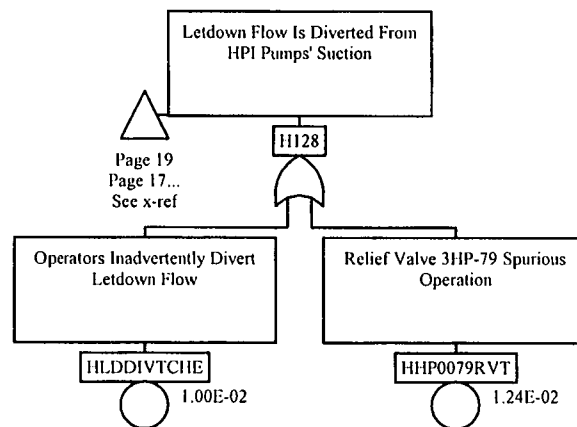 Letdown Flow Is Diverted From
HPI Pumps' Suction
H128
Page 19
Page 17...
See x-ref
Operators Inadvertently Divert
Letdown Flow
Relief Valve 3HP-79 Spurious
Operation
HLDDIVTCHE
1.00E-02
HHP0079RVT
1.24E-02